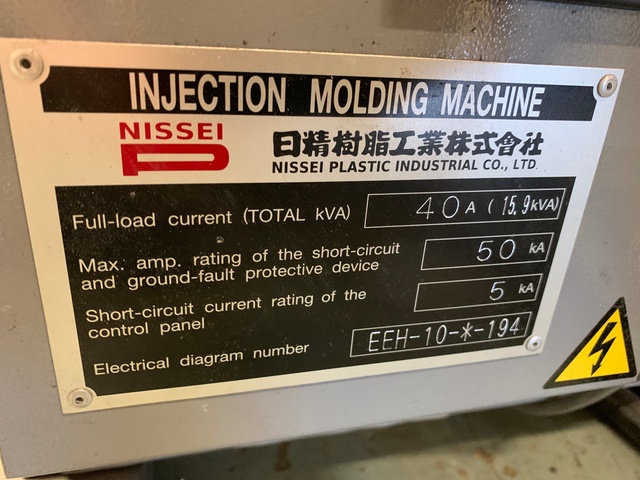 INJECTION MOLDING MACHINE
NISSEI
日精樹脂工業株式會社
NISSEI PLASTIC INDUSTRIAL CO., LTD.
Full-load current (TOTAL kVA) 40 A (15.9kVA)
Max. amp. rating of the short-circuit
and ground-fault protective device 50 kA
Short-circuit current rating of the
control panel 5 kA
Electrical diagram number EEH-10-*-194